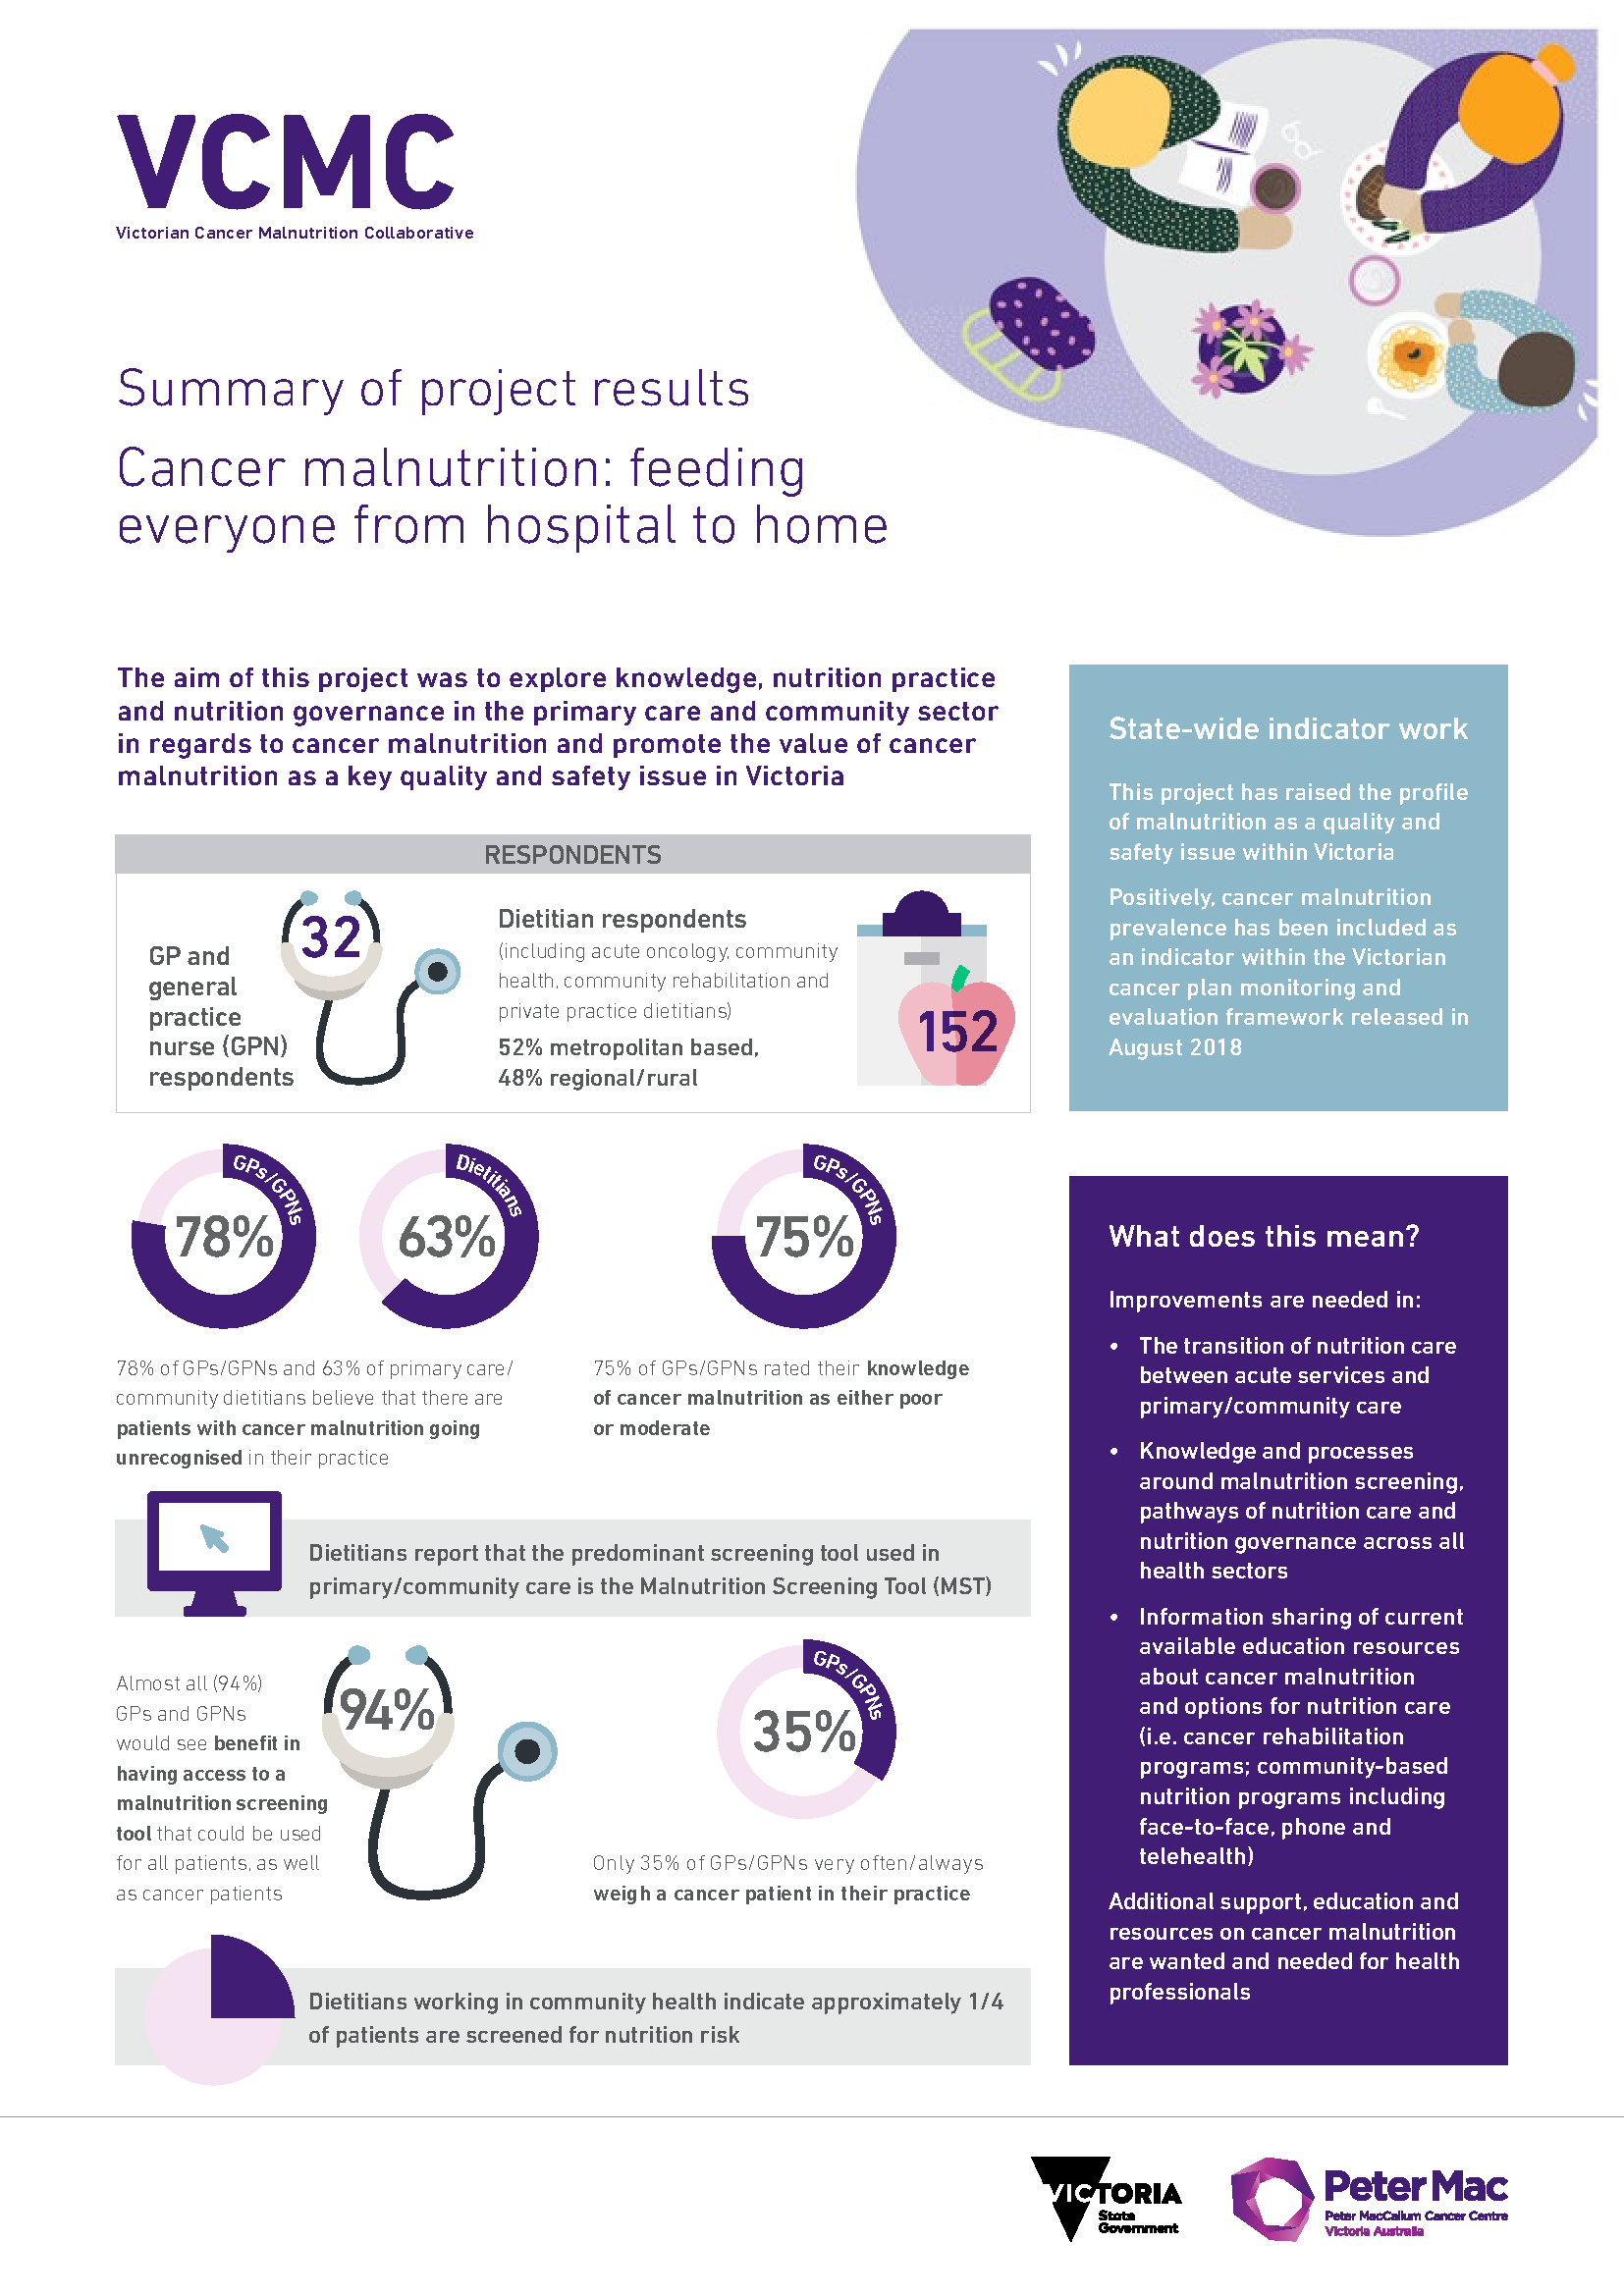 VCMC
Victorian Cancer Malnutrition Collaborative
Summary of project results
Cancer malnutrition: feeding
everyone from hospital to home
The aim of this project was to explore knowledge, nutrition practice
and nutrition governance in the primary care and community sector
in regards to cancer malnutrition and promote the value of cancer
malnutrition as a key quality and safety issue in Victoria
RESPONDENTS
GP and
general
practice
nurse (GPN)
respondents
32
Dietitian respondents
(including acute oncology, community
health, community rehabilitation and
private practice dietitians)
52% metropolitan based,
48% regional/rural
152
GPs/GPNs
78%
Dietitians
63%
78% of GPs/GPNs and 63% of primary care/
community dietitians believe that there are
patients with cancer malnutrition going
unrecognised in their practice
GPs/GPNs
75%
75% of GPs/GPNs rated their knowledge
of cancer malnutrition as either poor
or moderate
Dietitians report that the predominant screening tool used in
primary/community care is the Malnutrition Screening Tool (MST)
Almost all (94%)
GPs and GPNs
would see benefit in
having access to a
malnutrition screening
tool that could be used
for all patients, as well
as cancer patients
94%
GPs/GPNs
35%
Only 35% of GPs/GPNs very often/always
weigh a cancer patient in their practice
Dietitians working in community health indicate approximately 1/4
of patients are screened for nutrition risk
State-wide indicator work
This project has raised the profile
of malnutrition as a quality and
safety issue within Victoria
Positively, cancer malnutrition
prevalence has been included as
an indicator within the Victorian
cancer plan monitoring and
evaluation framework released in
August 2018
What does this mean?
Improvements are needed in:
• The transition of nutrition care
between acute services and
primary/community care
• Knowledge and processes
around malnutrition screening,
pathways of nutrition care and
nutrition governance across all
health sectors
• Information sharing of current
available education resources
about cancer malnutrition
and options for nutrition care
(i.e. cancer rehabilitation
programs; community-based
nutrition programs including
face-to-face, phone and
telehealth)
Additional support, education and
resources on cancer malnutrition
are wanted and needed for health
professionals
VICTORIA
State
Government
Peter Mac
Peter MacCallum Cancer Centre
Victoria Australia